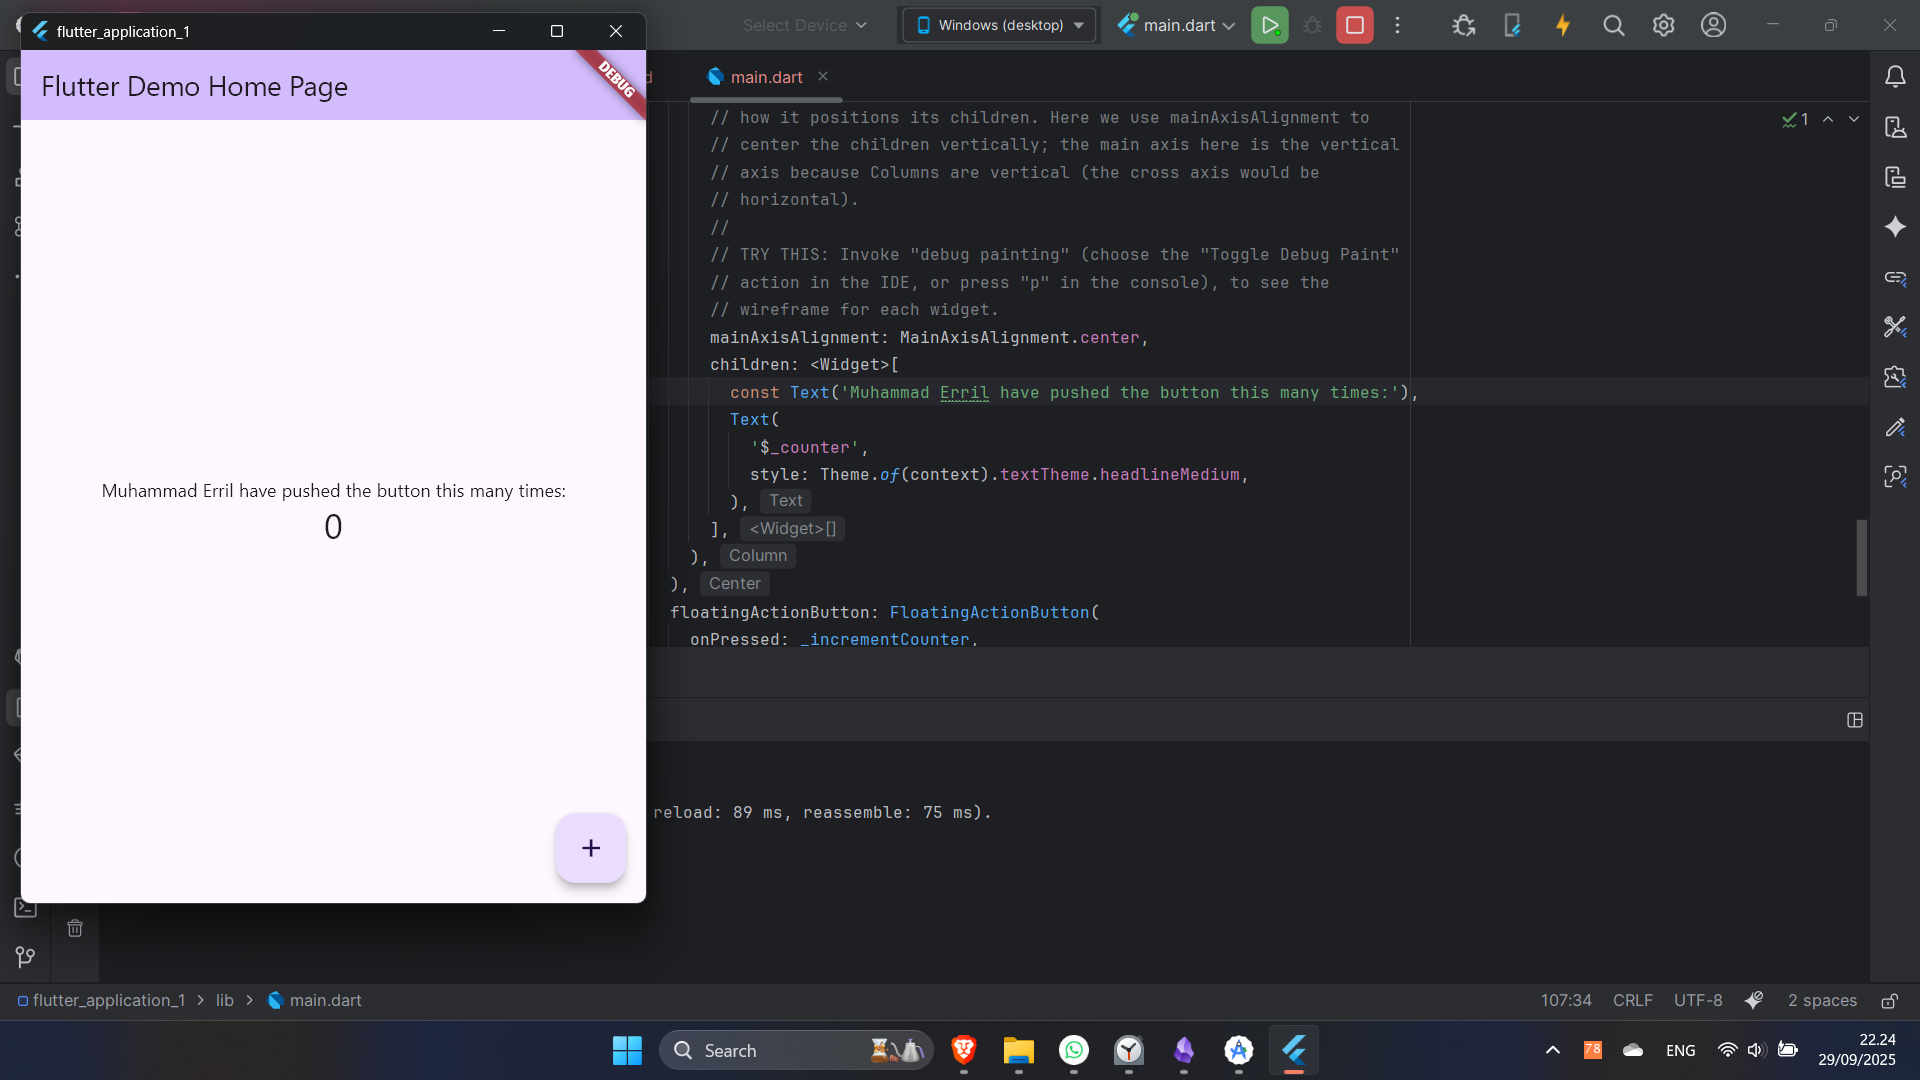 flutter_application_1
Flutter Demo Home Page
DEBUG
Muhammad Erril have pushed the button this many times:
0
+
Select Device
Windows (desktop)
main.dart
main.dart
// how it positions its children. Here we use mainAxisAlignment to
// center the children vertically; the main axis here is the vertical
// axis because Columns are vertical (the cross axis would be
// horizontal).
//
// TRY THIS: Invoke "debug painting" (choose the "Toggle Debug Paint"
// action in the IDE, or press "p" in the console), to see the
// wireframe for each widget.
mainAxisAlignment: MainAxisAlignment.center,
children: <Widget>[
const Text('Muhammad Erril have pushed the button this many times:'),
Text(
'$_counter',
style: Theme.of(context).textTheme.headlineMedium,
), Text
], <Widget>[]
), Column
), Center
floatingActionButton: FloatingActionButton(
onPressed: _incrementCounter,
1
reload: 89 ms, reassemble: 75 ms).
flutter_application_1 > lib > main.dart
107:34 CRLF UTF-8 2 spaces
Search
78
ENG
22.24
29/09/2025